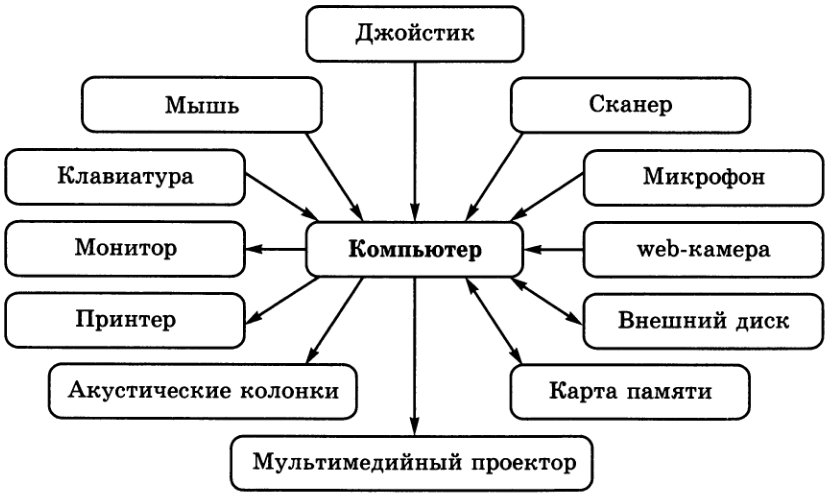 Джойстик
Мышь
Сканер
Клавиатура
Микрофон
Монитор
Компьютер
web-камера
Принтер
Внешний диск
Акустические колонки
Карта памяти
Мультимедийный проектор